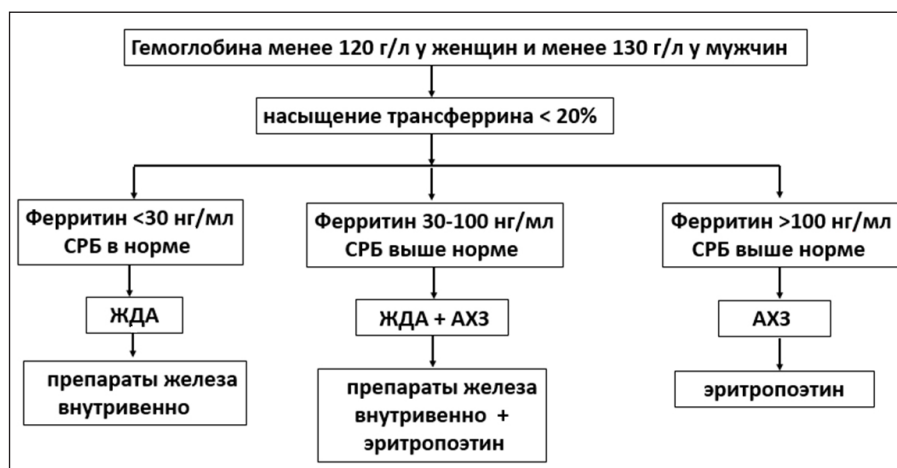 Гемоглобина менее 120 г/л у женщин и менее 130 г/л у мужчин
насыщение трансферрина < 20%
Ферритин <30 нг/мл
СРБ в норме
Ферритин 30-100 нг/мл
СРБ выше норме
Ферритин >100 нг/мл
СРБ выше норме
ЖДА
ЖДА + АХЗ
АХЗ
препараты железа
внутривенно
препараты железа
внутривенно +
эритропоэтин
эритропоэтин